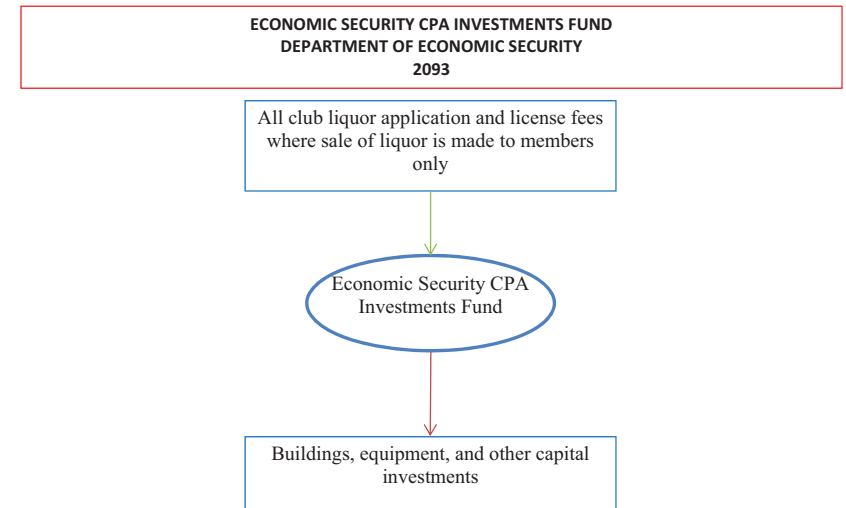 ECONOMIC SECURITY CPA INVESTMENTS FUND
DEPARTMENT OF ECONOMIC SECURITY
2093
All club liquor application and license fees
where sale of liquor is made to members
only
Economic Security CPA
Investments Fund
Buildings, equipment, and other capital
investments